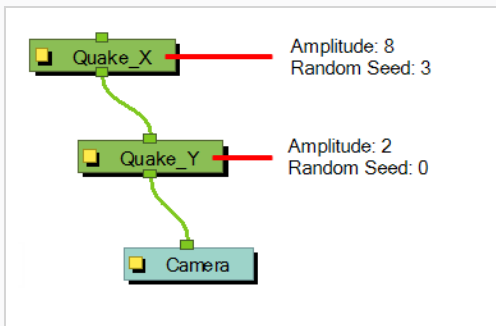 Quake_X
Amplitude: 8
Random Seed: 3
Quake_Y
Amplitude: 2
Random Seed: 0
Camera